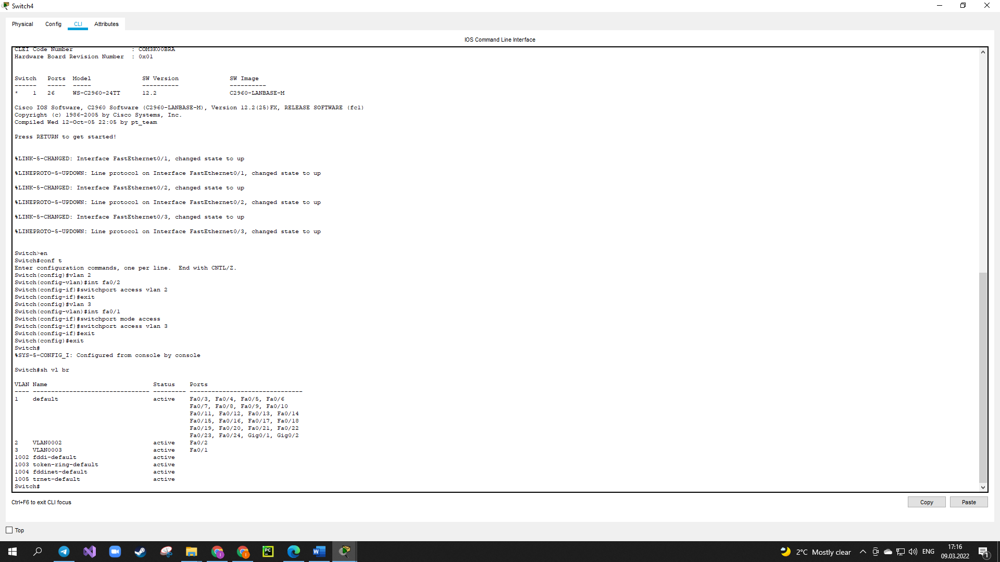 Switch4
Physical Config CLI Attributes
IOS Command Line Interface
CLEI Code Number : COM3K00BRA
Hardware Board Revision Number : 0x01
Switch Ports Model SW Version SW Image
------ ----- ----- ---------- ----------
* 1 26 WS-C2960-24TT 12.2 C2960-LANBASE-M
Cisco IOS Software, C2960 Software (C2960-LANBASE-M), Version 12.2(25)FX, RELEASE SOFTWARE (fc1)
Copyright (c) 1986-2005 by Cisco Systems, Inc.
Compiled Wed 12-Oct-05 22:05 by pt_team
Press RETURN to get started!
%LINK-5-CHANGED: Interface FastEthernet0/1, changed state to up
%LINEPROTO-5-UPDOWN: Line protocol on Interface FastEthernet0/1, changed state to up
%LINK-5-CHANGED: Interface FastEthernet0/2, changed state to up
%LINEPROTO-5-UPDOWN: Line protocol on Interface FastEthernet0/2, changed state to up
%LINK-5-CHANGED: Interface FastEthernet0/3, changed state to up
%LINEPROTO-5-UPDOWN: Line protocol on Interface FastEthernet0/3, changed state to up
Switch>en
Switch#conf t
Enter configuration commands, one per line. End with CNTL/Z.
Switch(config)#vlan 2
Switch(config-vlan)#int fa0/2
Switch(config-if)#switchport access vlan 2
Switch(config-if)#exit
Switch(config)#vlan 3
Switch(config-vlan)#int fa0/1
Switch(config-if)#switchport mode access
Switch(config-if)#switchport access vlan 3
Switch(config-if)#exit
Switch(config)#exit
Switch#
%SYS-5-CONFIG_I: Configured from console by console
Switch#sh vl br
VLAN Name Status Ports
---- -------------------------------- --------- -------------------------------
1 default active Fa0/3, Fa0/4, Fa0/5, Fa0/6
Fa0/7, Fa0/8, Fa0/9, Fa0/10
Fa0/11, Fa0/12, Fa0/13, Fa0/14
Fa0/15, Fa0/16, Fa0/17, Fa0/18
Fa0/19, Fa0/20, Fa0/21, Fa0/22
Fa0/23, Fa0/24, Gig0/1, Gig0/2
2 VLAN0002 active Fa0/2
3 VLAN0003 active Fa0/1
1002 fddi-default active
1003 token-ring-default active
1004 fddinet-default active
1005 trnet-default active
Switch#
Ctrl+F6 to exit CLI focus
Copy Paste
Top
2°C Mostly clear ENG 17:16
09.03.2022
1